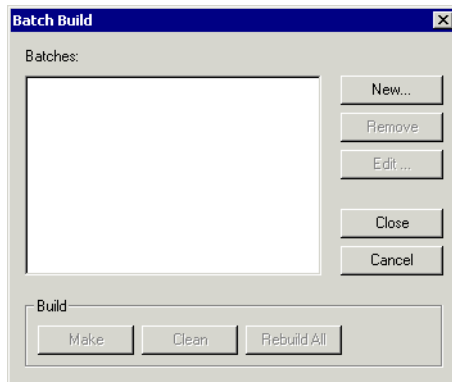 Batch Build
Batches:
New...
Remove
Edit ...
Close
Cancel
Build
Make
Clean
Rebuild All